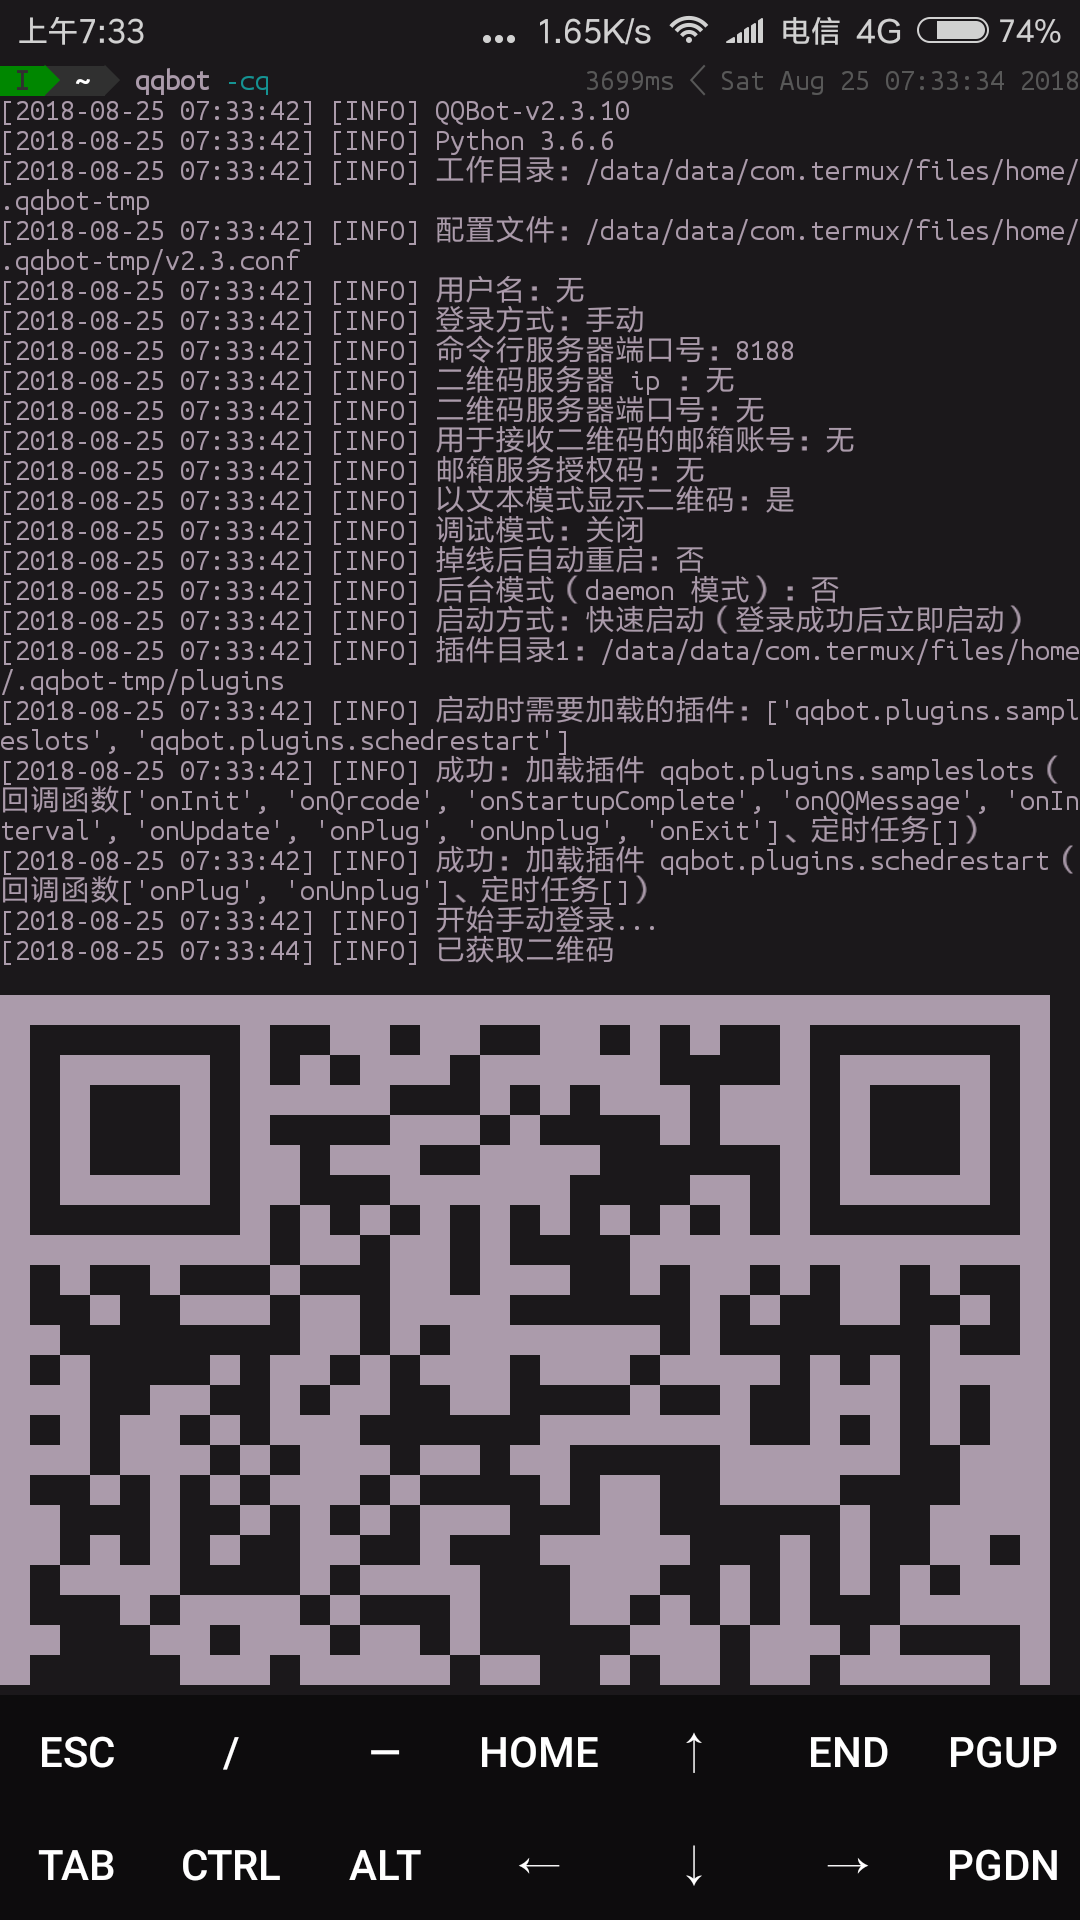 上午7:33 ... 1.65K/s 电信 4G 74%
I ~ qqbot -cq 3699ms < Sat Aug 25 07:33:34 2018
[2018-08-25 07:33:42] [INFO] QQBot-v2.3.10
[2018-08-25 07:33:42] [INFO] Python 3.6.6
[2018-08-25 07:33:42] [INFO] 工作目录: /data/data/com.termux/files/home/
.qqbot-tmp
[2018-08-25 07:33:42] [INFO] 配置文件: /data/data/com.termux/files/home/
.qqbot-tmp/v2.3.conf
[2018-08-25 07:33:42] [INFO] 用户名: 无
[2018-08-25 07:33:42] [INFO] 登录方式: 手动
[2018-08-25 07:33:42] [INFO] 命令行服务器端口号: 8188
[2018-08-25 07:33:42] [INFO] 二维码服务器 ip : 无
[2018-08-25 07:33:42] [INFO] 二维码服务器端口号: 无
[2018-08-25 07:33:42] [INFO] 用于接收二维码的邮箱账号: 无
[2018-08-25 07:33:42] [INFO] 邮箱服务授权码: 无
[2018-08-25 07:33:42] [INFO] 以文本模式显示二维码: 是
[2018-08-25 07:33:42] [INFO] 调试模式: 关闭
[2018-08-25 07:33:42] [INFO] 掉线后自动重启: 否
[2018-08-25 07:33:42] [INFO] 后台模式（daemon 模式）: 否
[2018-08-25 07:33:42] [INFO] 启动方式: 快速启动（登录成功后立即启动）
[2018-08-25 07:33:42] [INFO] 插件目录1: /data/data/com.termux/files/home
/.qqbot-tmp/plugins
[2018-08-25 07:33:42] [INFO] 启动时需要加载的插件: ['qqbot.plugins.sampl
eslots', 'qqbot.plugins.schedrestart']
[2018-08-25 07:33:42] [INFO] 成功: 加载插件 qqbot.plugins.sampleslots（
回调函数['onInit', 'onQrcode', 'onStartupComplete', 'onQQMessage', 'onIn
terval', 'onUpdate', 'onPlug', 'onUnplug', 'onExit']、定时任务[]）
[2018-08-25 07:33:42] [INFO] 成功: 加载插件 qqbot.plugins.schedrestart（
回调函数['onPlug', 'onUnplug']、定时任务[]）
[2018-08-25 07:33:42] [INFO] 开始手动登录...
[2018-08-25 07:33:44] [INFO] 已获取二维码
ESC / — HOME ↑ END PGUP
TAB CTRL ALT ← ↓ → PGDN